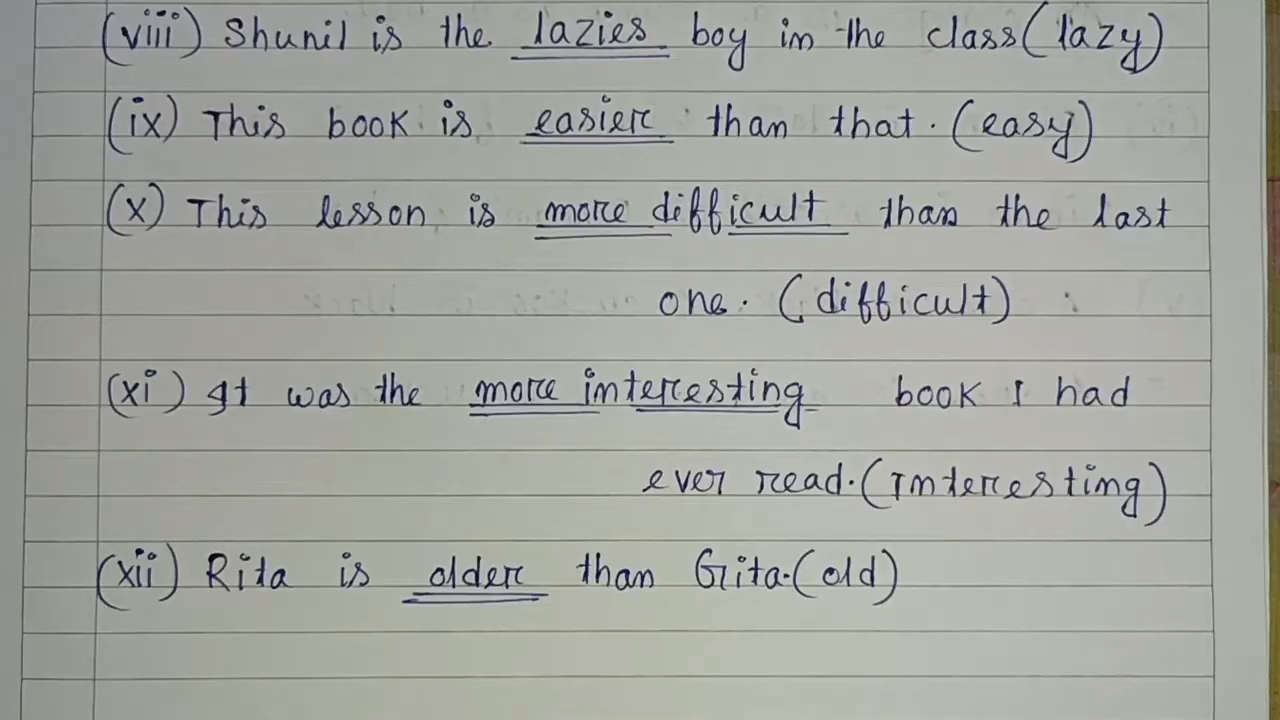 (viii) Shunil is the lazies boy in the class (lazy)
(ix) This book is easier than that. (easy)
(x) This lesson is more difficult than the last
one. (difficult)
(xi) It was the more interesting book I had
ever read. (Interesting)
(xii) Rita is older than Grita. (old)